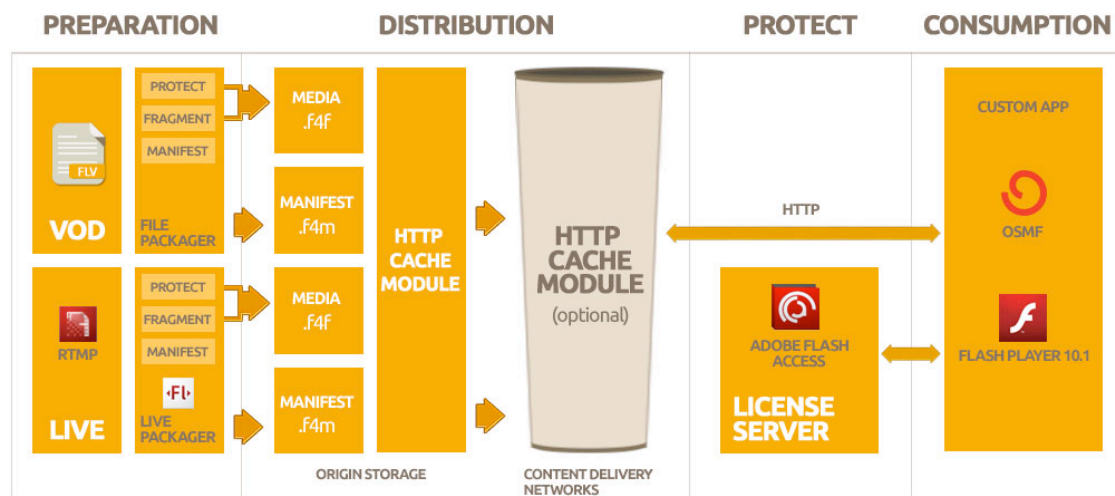 PREPARATION
DISTRIBUTION
PROTECT
CONSUMPTION
FLV
VOD
PROTECT
FRAGMENT
MANIFEST
FILE
PACKAGER
MEDIA
.f4f
MANIFEST
.f4m
RTMP
LIVE
PROTECT
FRAGMENT
MANIFEST
Fl
LIVE
PACKAGER
MEDIA
.f4f
MANIFEST
.f4m
HTTP
CACHE
MODULE
ORIGIN STORAGE
HTTP
CACHE
MODULE
(optional)
CONTENT DELIVERY
NETWORKS
HTTP
ADOBE FLASH
ACCESS
LICENSE
SERVER
CUSTOM APP
OSMF
FLASH PLAYER 10.1